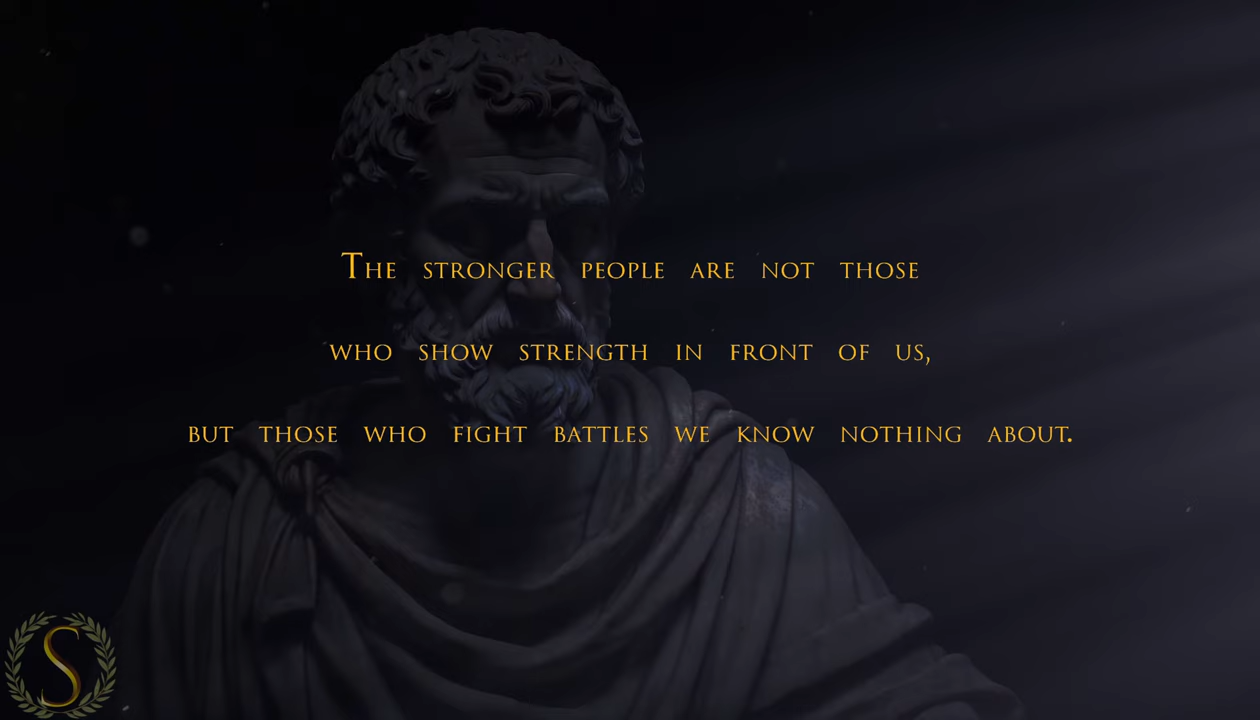 The stronger people are not those
who show strength in front of us,
but those who fight battles we know nothing about.
S